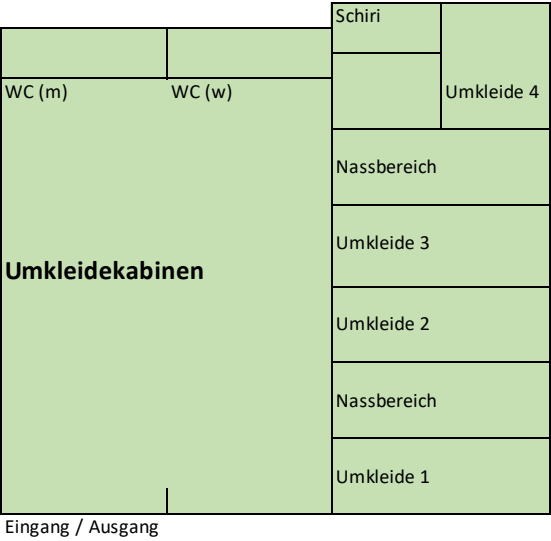 Schiri
WC (m)
WC (w)
Umkleide 4
Nassbereich
Umkleide 3
Umkleidekabinen
Umkleide 2
Nassbereich
Umkleide 1
Eingang / Ausgang